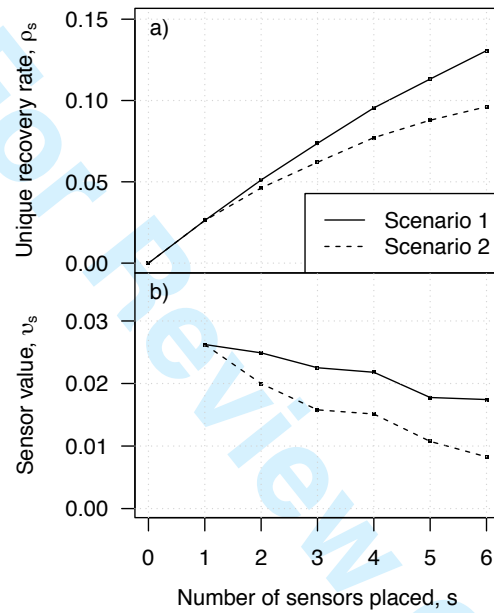 a)
0.15
0.10
0.05
0.00
Unique recovery rate, ρs
Scenario 1
Scenario 2
b)
0.03
0.02
0.01
0.00
Sensor value, υs
0 1 2 3 4 5 6
Number of sensors placed, s
For Review